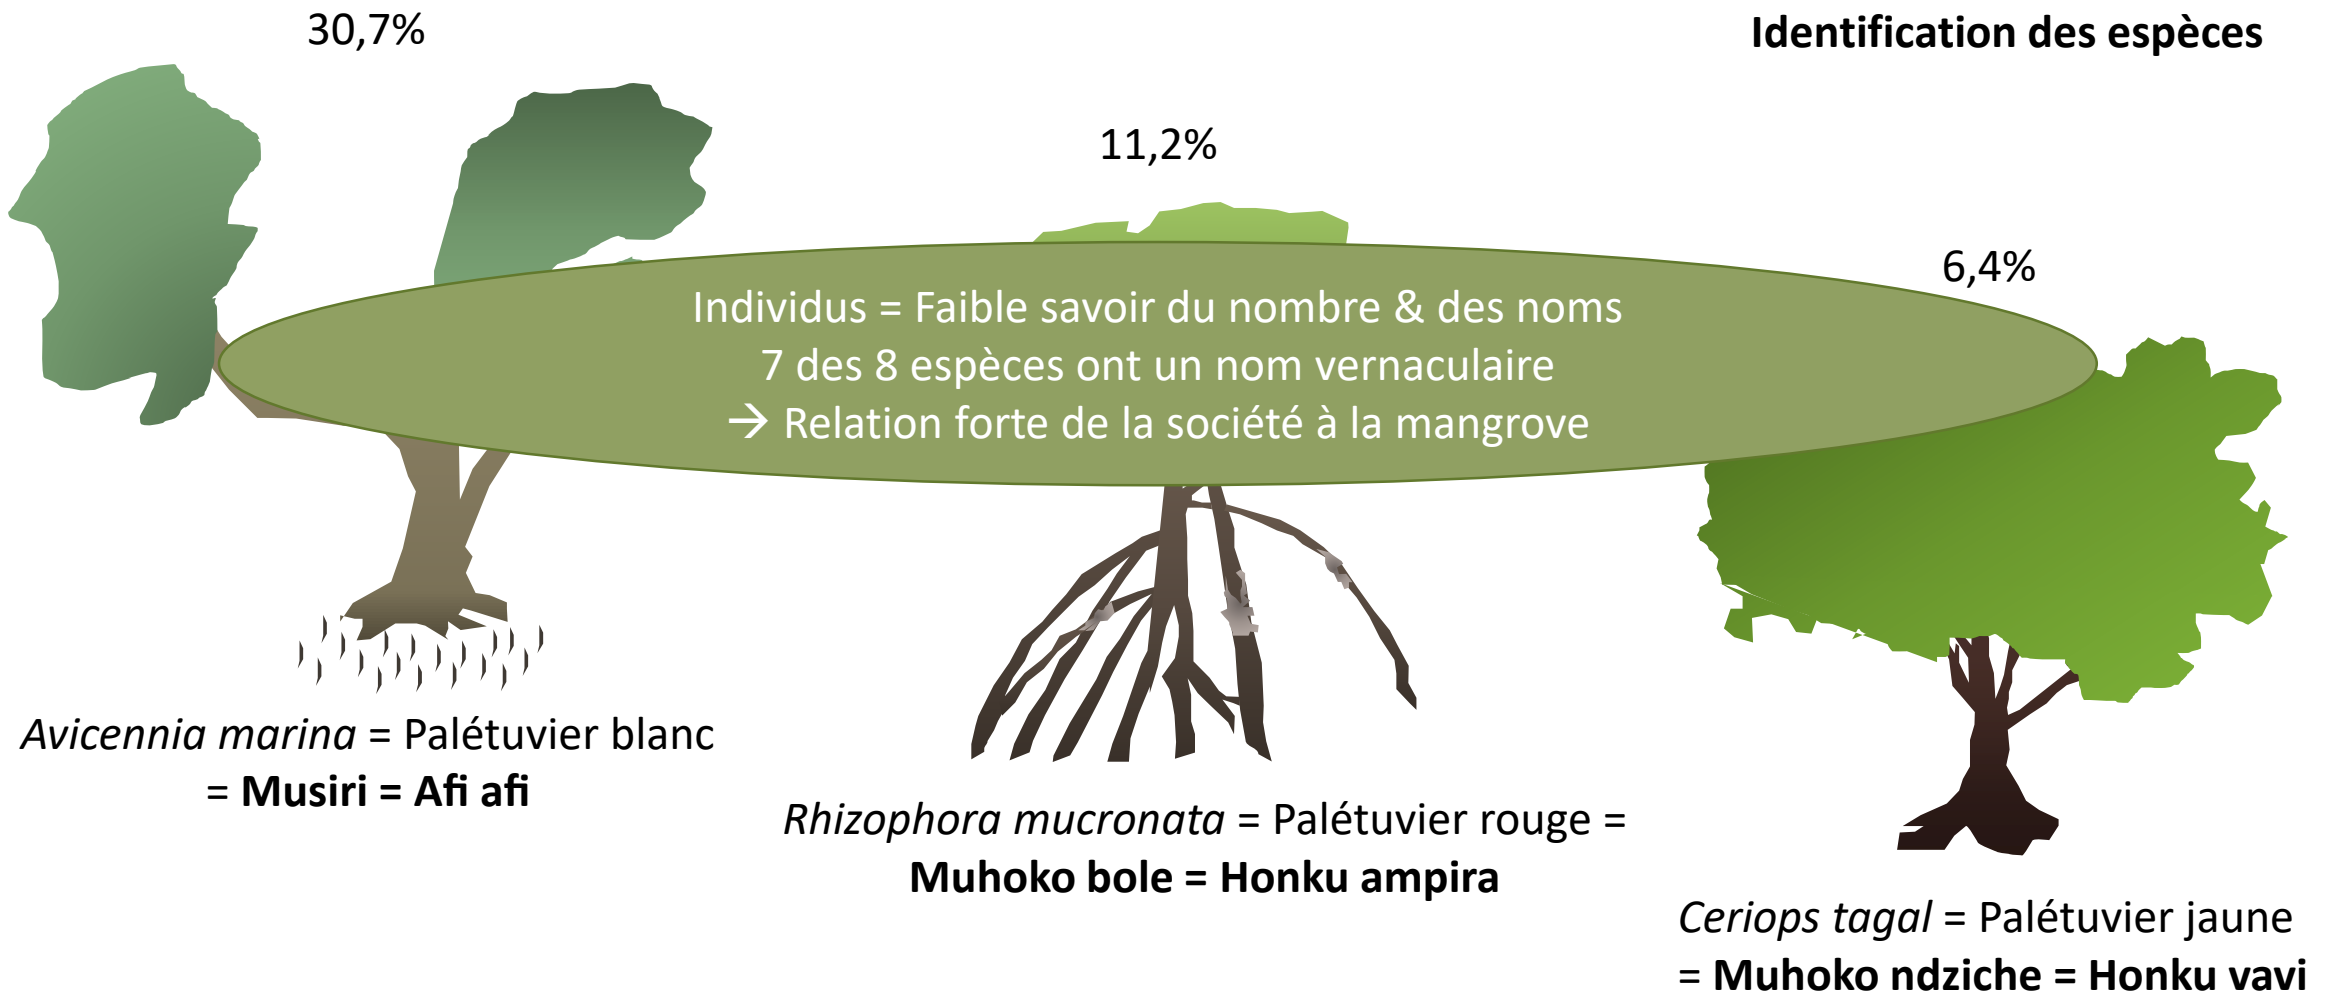 30,7%
Identification des espèces
11,2%
6,4%
Individus = Faible savoir du nombre & des noms
7 des 8 espèces ont un nom vernaculaire
→ Relation forte de la société à la mangrove
Avicennia marina = Palétuvier blanc
= Musiri = Afi afi
Rhizophora mucronata = Palétuvier rouge =
Muhoko bole = Honku ampira
Ceriops tagal = Palétuvier jaune
= Muhoko ndziche = Honku vavi